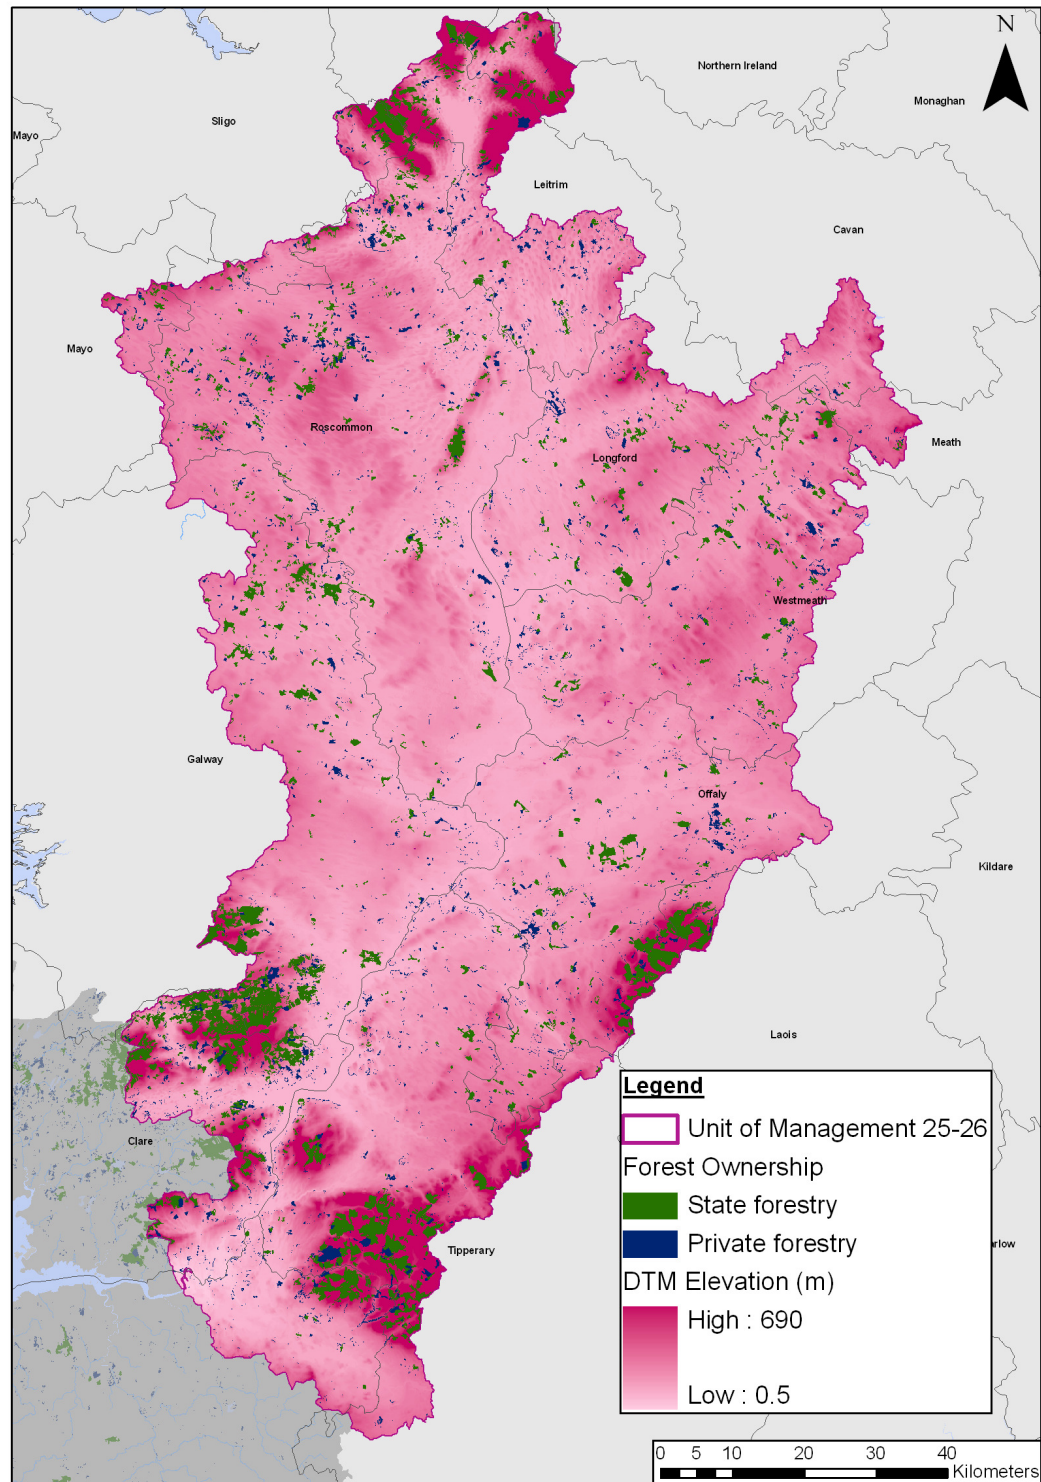 N
Northern Ireland
Monaghan
Sligo
Mayo
Leitrim
Cavan
Mayo
Roscommon
Meath
Longford
Westmeath
Galway
Offaly
Kildare
Laois
Clare
Tipperary
arlow
Legend
Unit of Management 25-26
Forest Ownership
State forestry
Private forestry
DTM Elevation (m)
High : 690
Low : 0.5
0 5 10 20 30 40
Kilometers